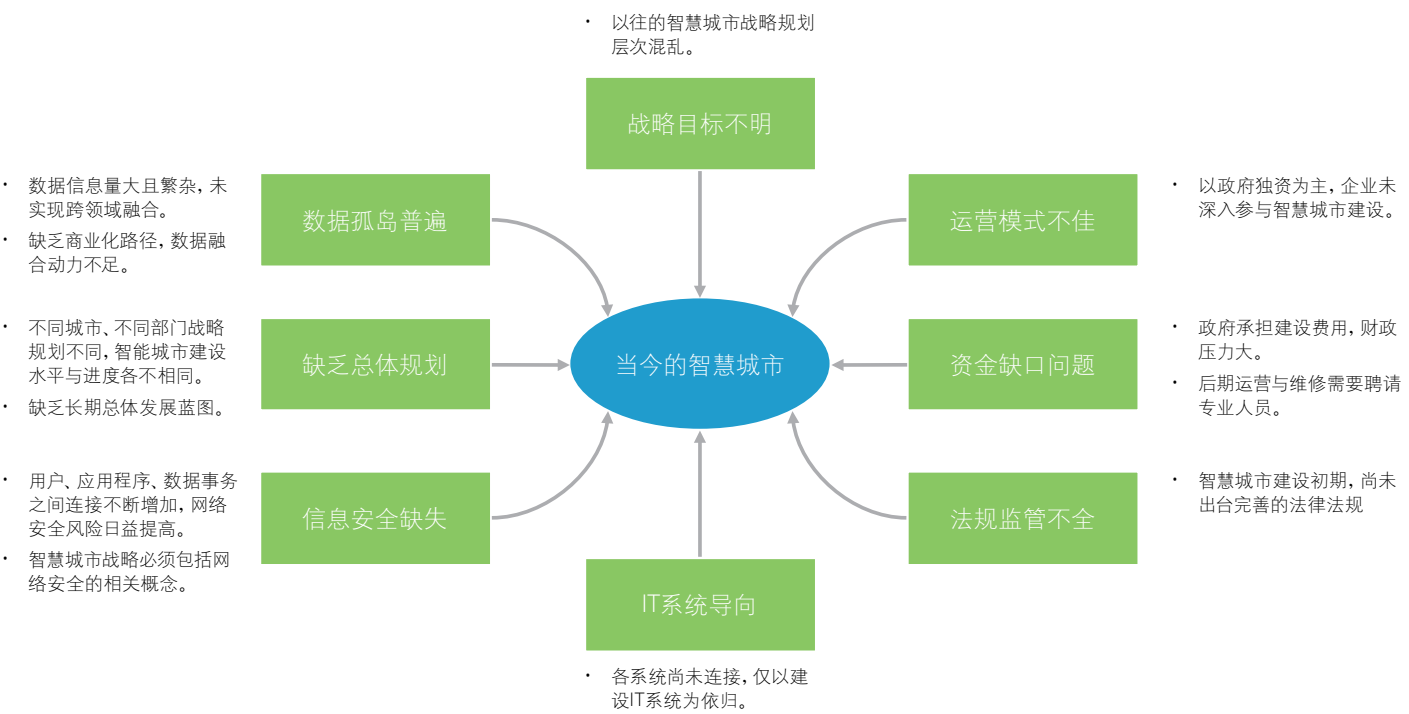 · 以往的智慧城市战略规划
层次混乱。
战略目标不明
· 数据信息量大且繁杂，未
实现跨领域融合。
· 缺乏商业化路径，数据融
合动力不足。
数据孤岛普遍
运营模式不佳
· 以政府独资为主，企业未
深入参与智慧城市建设。
· 不同城市、不同部门战略
规划不同，智能城市建设
水平与进度各不相同。
· 缺乏长期总体发展蓝图。
缺乏总体规划
当今的智慧城市
资金缺口问题
· 政府承担建设费用，财政
压力大。
· 后期运营与维修需要聘请
专业人员。
· 用户、应用程序、数据事务
之间连接不断增加，网络
安全风险日益提高。
· 智慧城市战略必须包括网
络安全的相关概念。
信息安全缺失
法规监管不全
· 智慧城市建设初期，尚未
出台完善的法律法规
IT系统导向
· 各系统尚未连接，仅以建
设IT系统为依归。